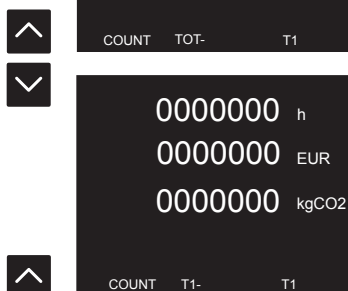 COUNT TOT- T1
0000000 h
0000000 EUR
0000000 kgCO2
COUNT T1- T1